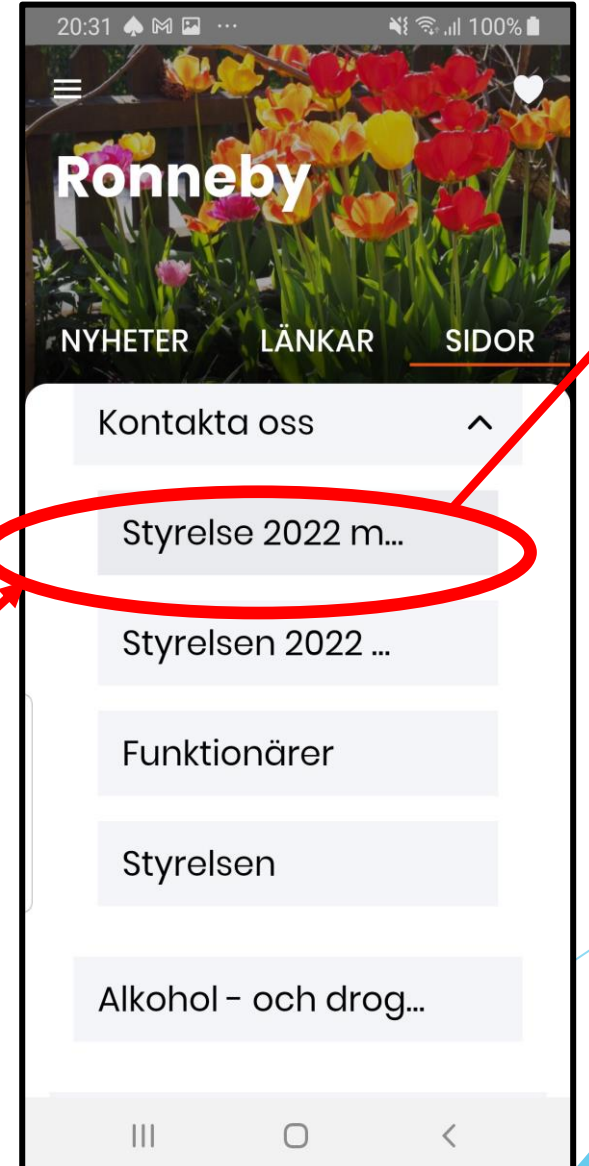 20:31 ... 100%
Ronneby
NYHETER LÄNKAR SIDOR
Kontakta oss
Styrelse 2022 m...
Styrelsen 2022 ...
Funktionärer
Styrelsen
Alkohol - och drog...